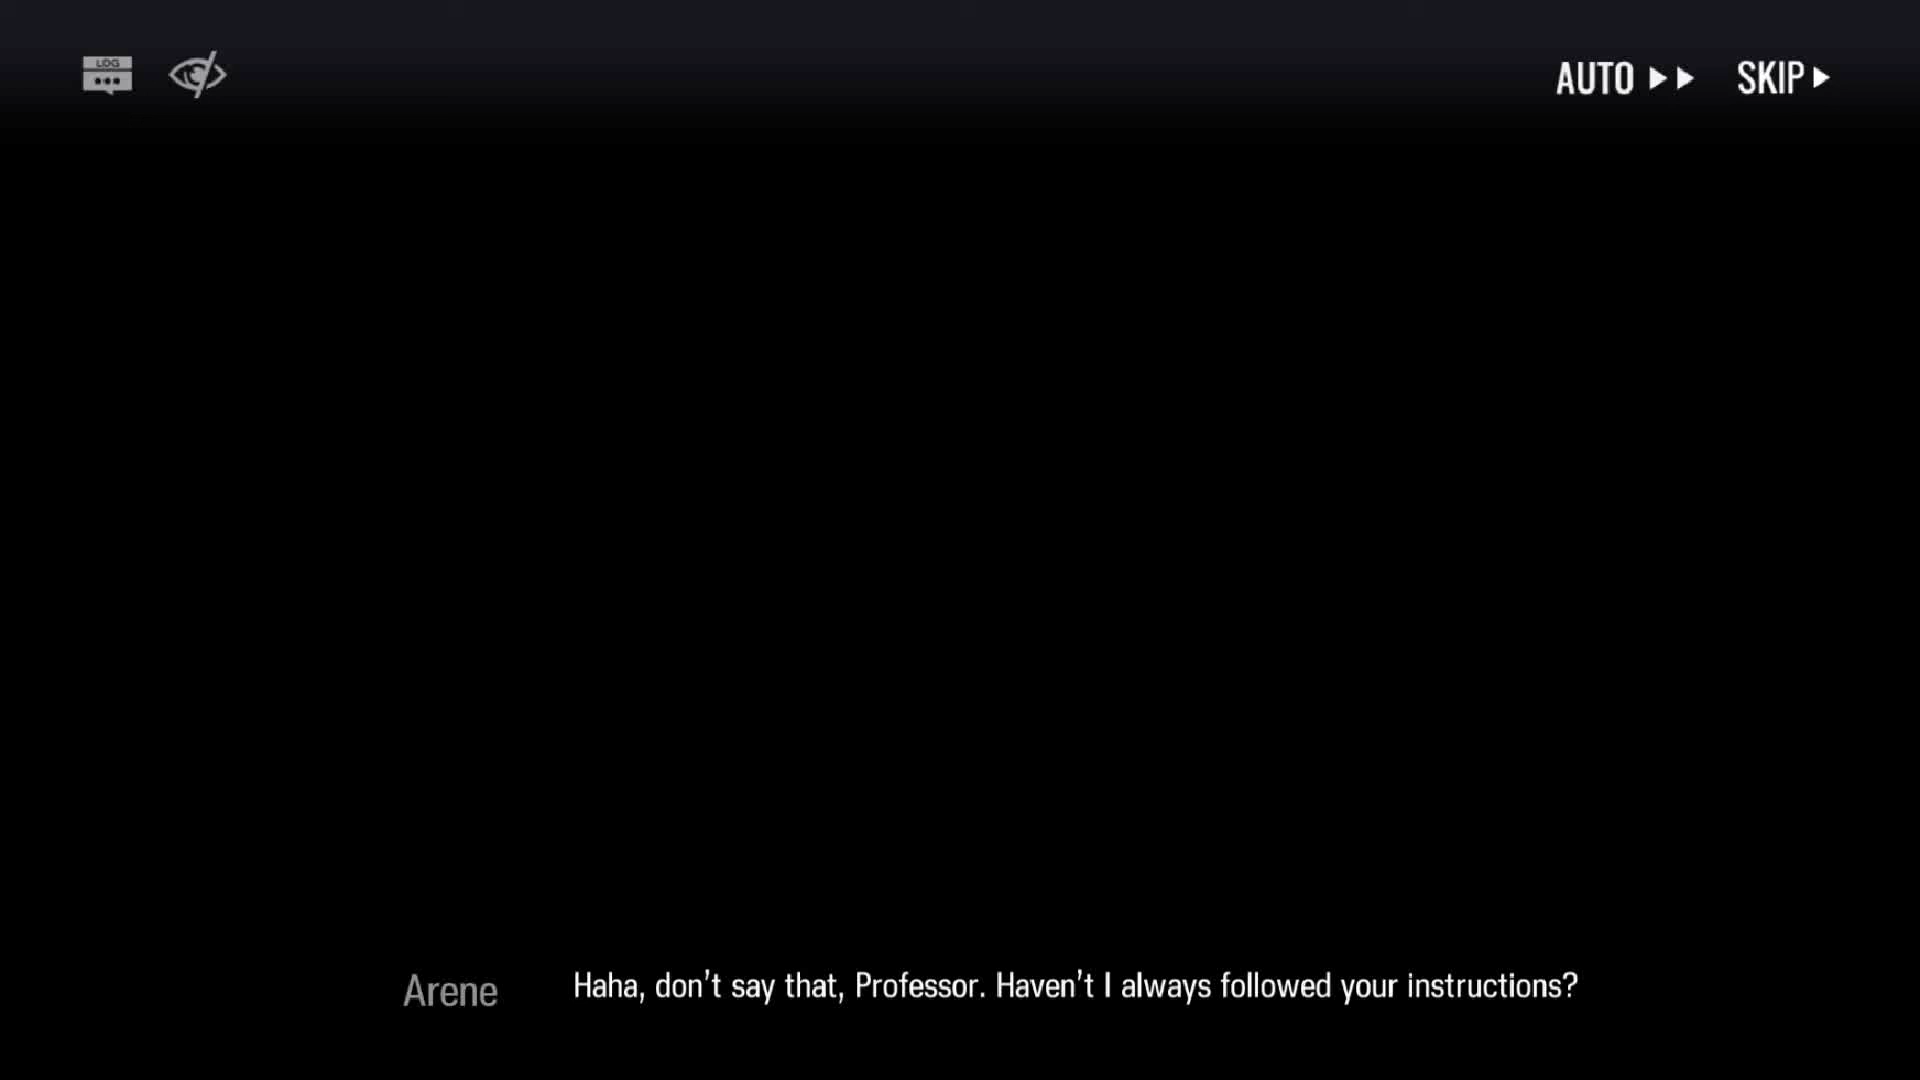 LOG
AUTO SKIP
Arene Haha, don't say that, Professor. Haven't I always followed your instructions?